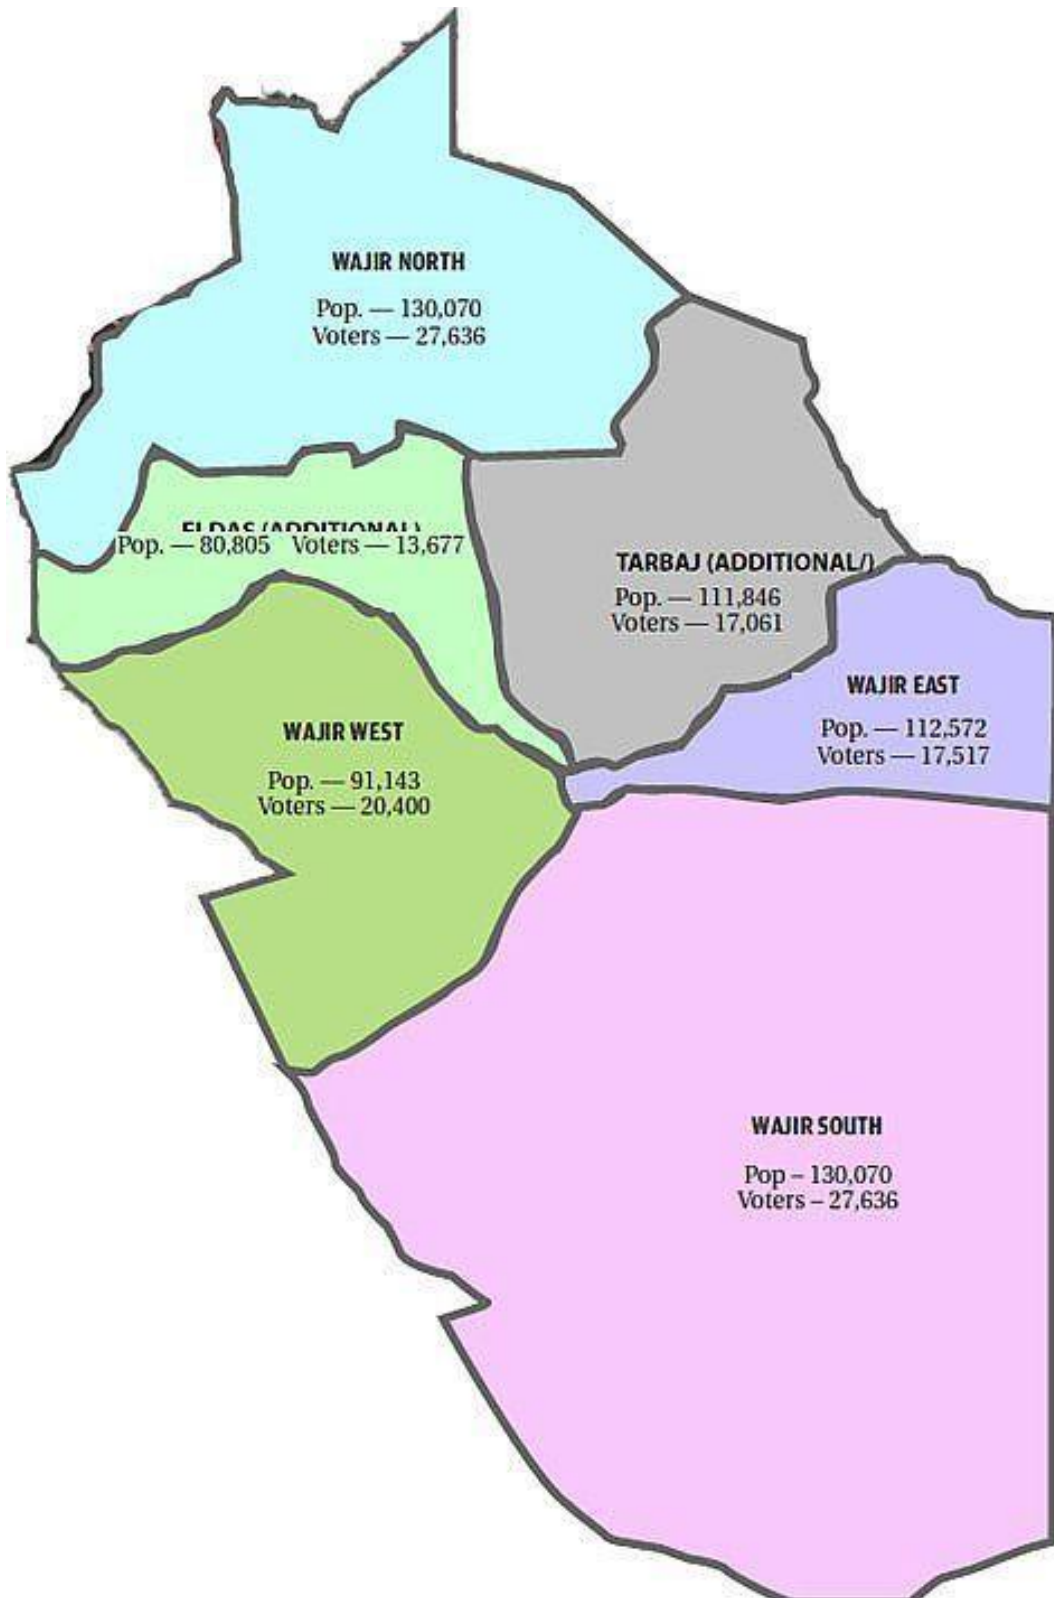 WAJIR NORTH
Pop. — 130,070
Voters — 27,636
ELDAS (ADDITIONAL)
Pop. — 80,805 Voters — 13,677
TARBAJ (ADDITIONAL/)
Pop. — 111,846
Voters — 17,061
WAJIR EAST
Pop. — 112,572
Voters — 17,517
WAJIR WEST
Pop. — 91,143
Voters — 20,400
WAJIR SOUTH
Pop – 130,070
Voters – 27,636